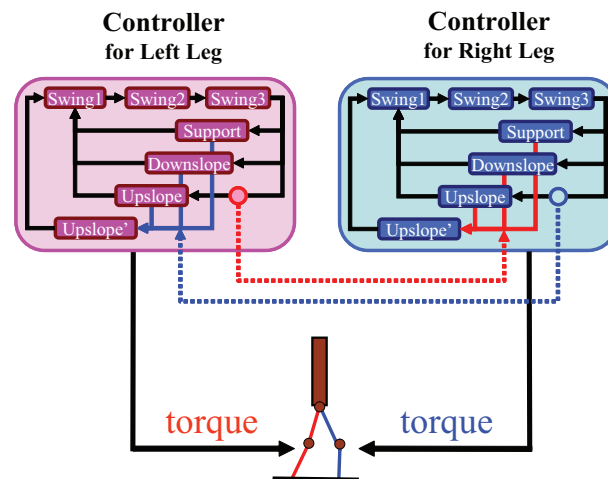 Controller
for Left Leg
Controller
for Right Leg
Swing1
Swing2
Swing3
Support
Downslope
Upslope
Upslope’
Swing1
Swing2
Swing3
Support
Downslope
Upslope
Upslope’
torque
torque